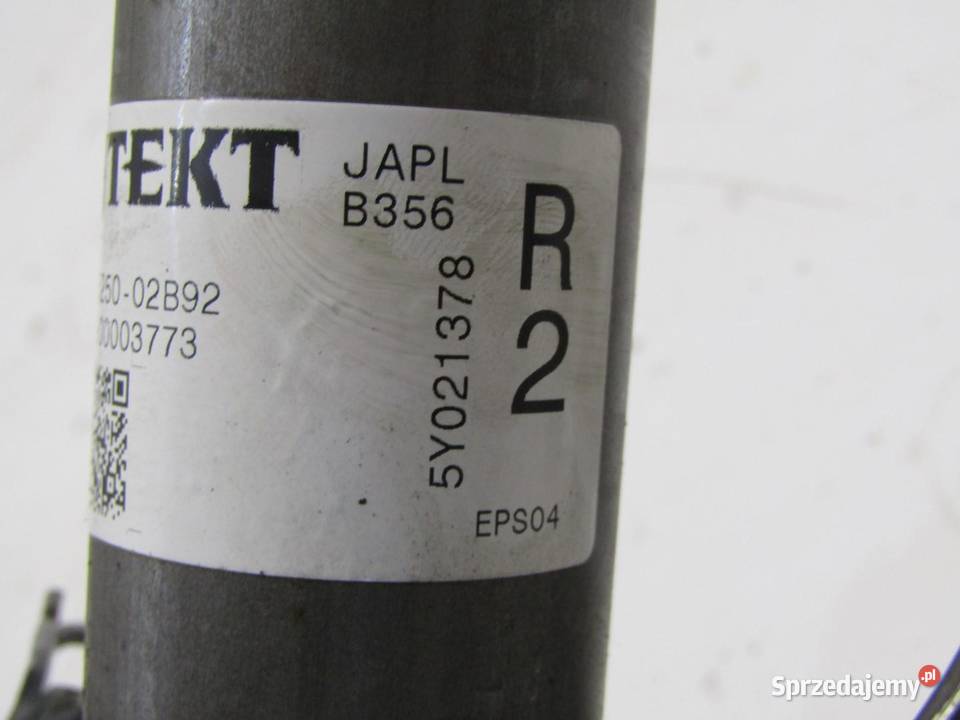 TEKT
JAPL
B356
R
2
250-02B92
00003773
5Y021378
EPS04
Sprzedajemy.pl